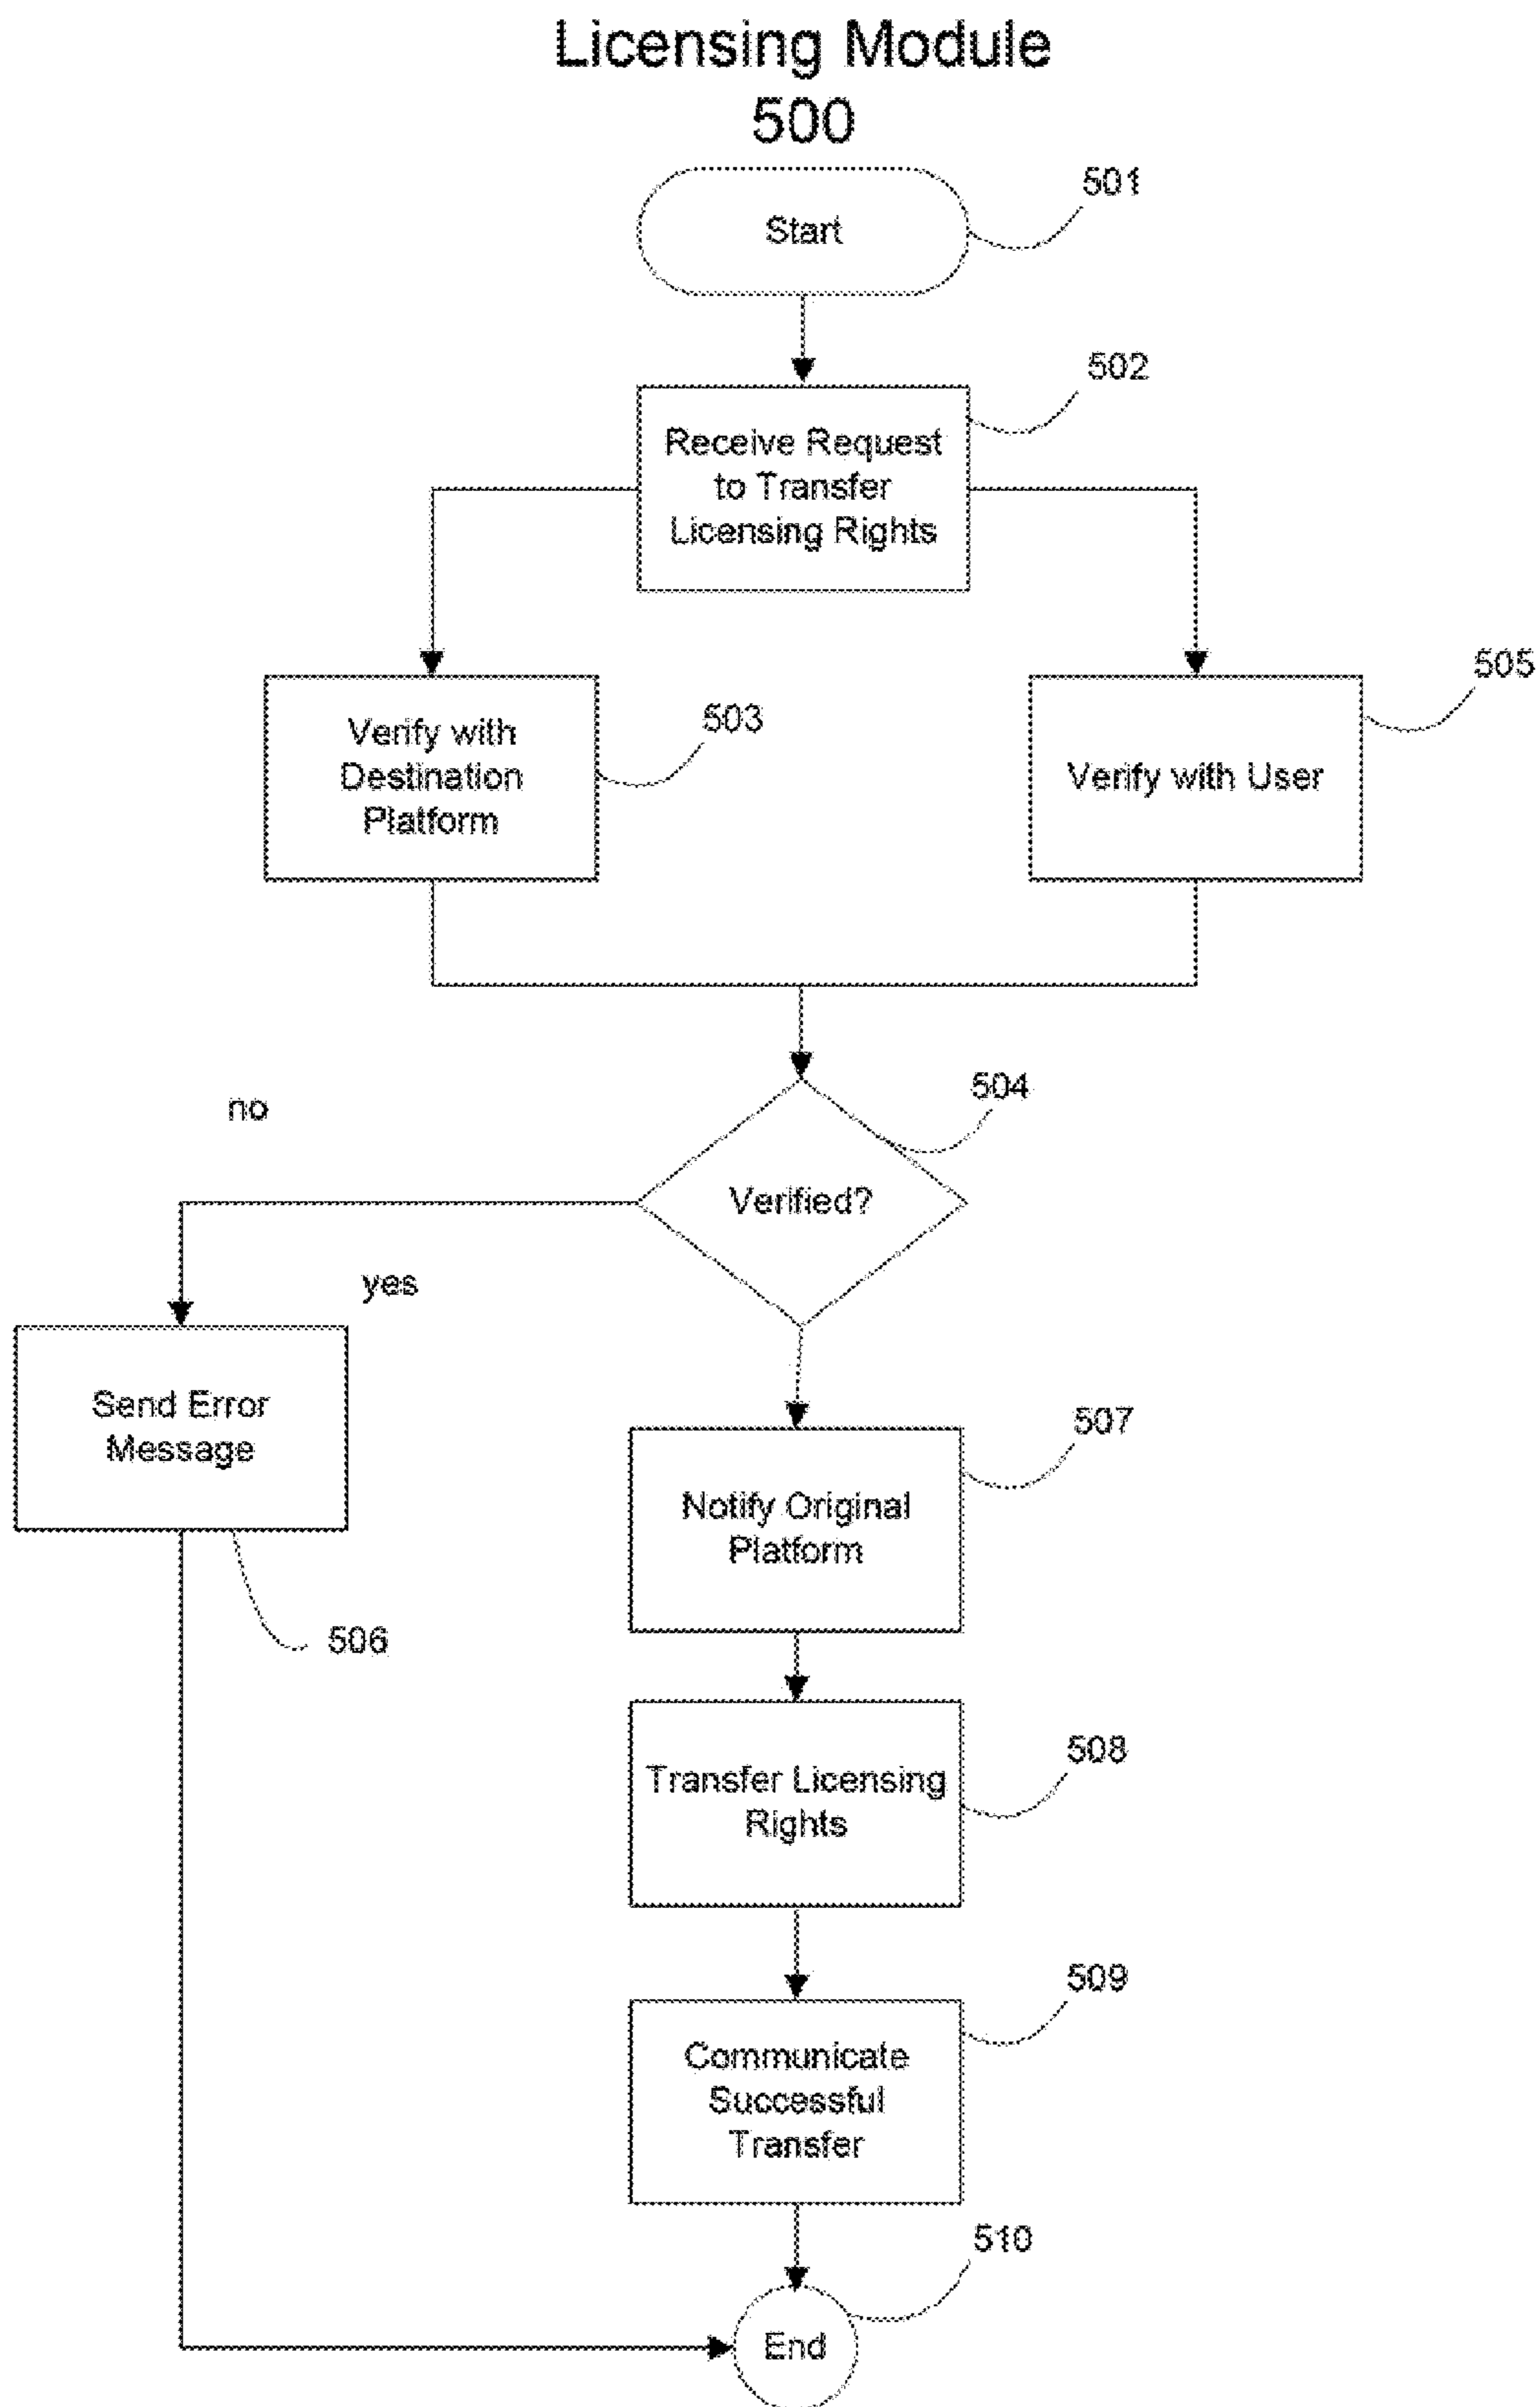 Licensing Module
500
501
Start
502
Receive Request
to Transfer
Licensing Rights
503
Verify with
Destination
Platform
505
Verify with User
504
no
Verified?
yes
Send Error
Message
506
507
Notify Original
Platform
508
Transfer Licensing
Rights
509
Communicate
Successful
Transfer
510
End